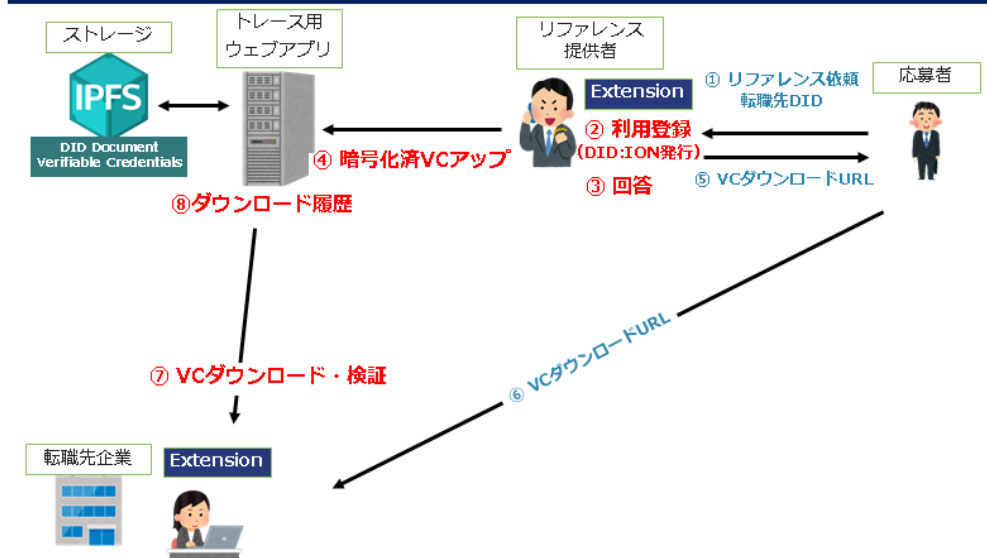 ストレージ
IPFS
DID Document
Verifiable Credentials
トレース用
ウェブアプリ
リファレンス
提供者
Extension
① リファレンス依頼
転職先DID
応募者
② 利用登録
(DID:ION発行)
③ 回答
④ 暗号化済VCアップ
⑤ VCダウンロードURL
⑧ダウンロード履歴
⑥ VCダウンロードURL
⑦ VCダウンロード・検証
転職先企業
Extension